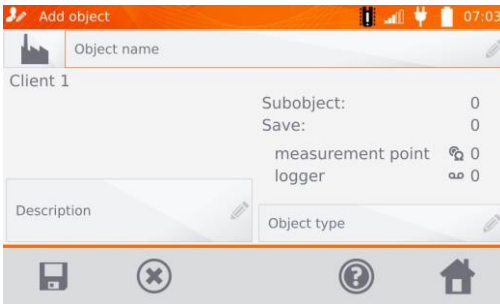 Add object
07:03
Object name
Client 1
Subobject: 0
Save: 0
measurement point 0
logger 0
Description
Object type